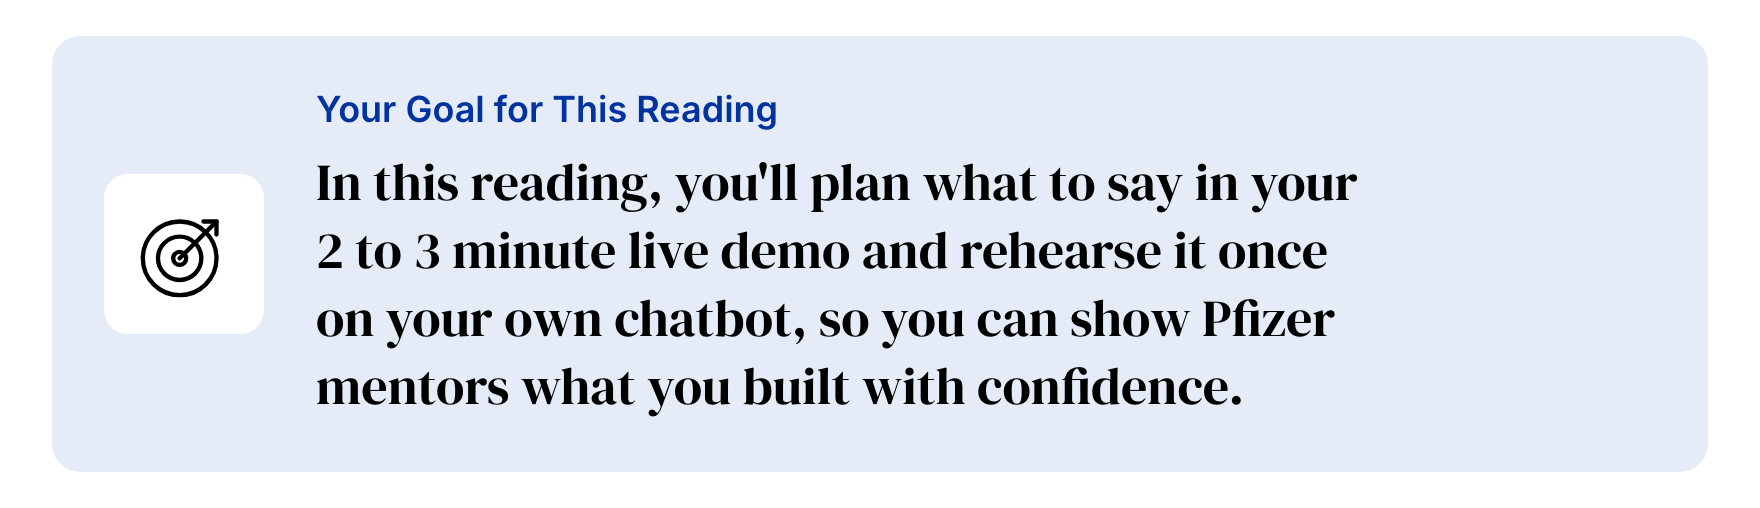 Your Goal for This Reading
In this reading, you'll plan what to say in your
2 to 3 minute live demo and rehearse it once
on your own chatbot, so you can show Pfizer
mentors what you built with confidence.